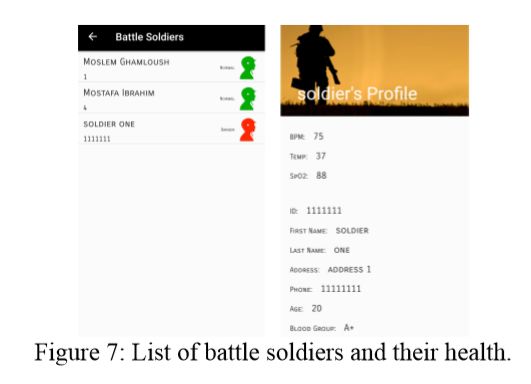 Battle Soldiers
MOSLEM GHAMLOUSH
NORMAL
1
MOSTAFA IBRAHIM
NORMAL
4
SOLDIER ONE
DANGER
1111111
soldier's Profile
BPM: 75
TEMP: 37
SPO2: 88
ID: 1111111
FIRST NAME: SOLDIER
LAST NAME: ONE
ADDRESS: ADDRESS 1
PHONE: 11111111
AGE: 20
BLOOD GROUP: A+
Figure 7: List of battle soldiers and their health.